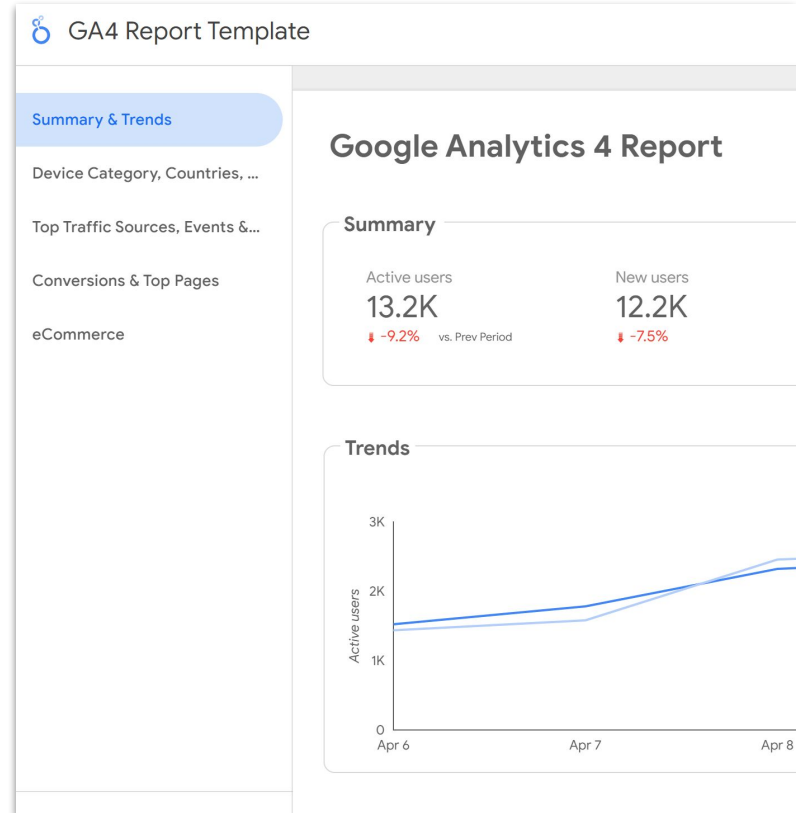 GA4 Report Template
Summary & Trends
Device Category, Countries, ...
Top Traffic Sources, Events &...
Conversions & Top Pages
eCommerce
Google Analytics 4 Report
Summary
Active users
13.2K
-9.2% vs. Prev Period
New users
12.2K
-7.5%
Trends
3K
2K
1K
0
Active users
Apr 6
Apr 7
Apr 8